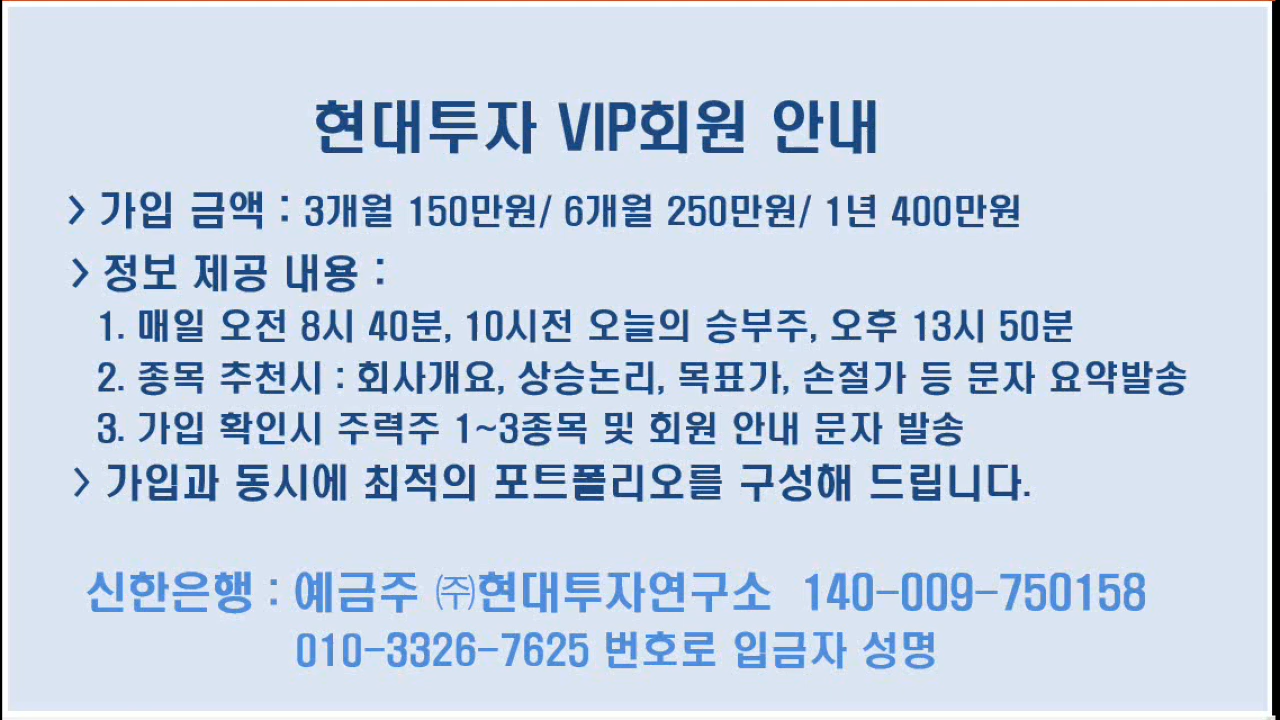 현대투자 VIP회원 안내
> 가입 금액 : 3개월 150만원/ 6개월 250만원/ 1년 400만원
> 정보 제공 내용 :
1. 매일 오전 8시 40분, 10시전 오늘의 승부주, 오후 13시 50분
2. 종목 추천시 : 회사개요, 상승논리, 목표가, 손절가 등 문자 요약발송
3. 가입 확인시 주력주 1~3종목 및 회원 안내 문자 발송
> 가입과 동시에 최적의 포트폴리오를 구성해 드립니다.
신한은행 : 예금주 ㈜현대투자연구소 140-009-750158
010-3326-7625 번호로 입금자 성명